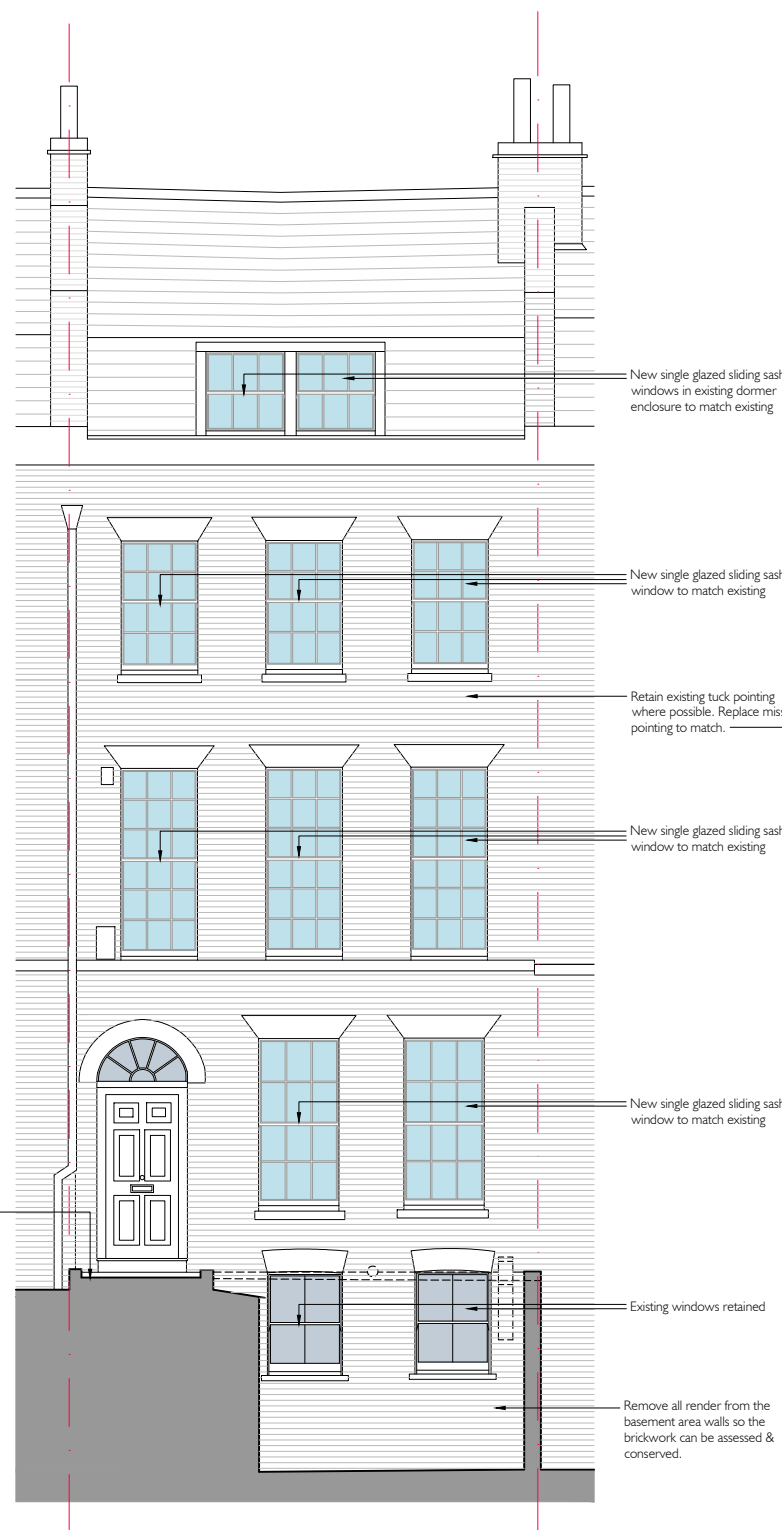 New single glazed sliding sash
windows in existing dormer
enclosure to match existing
New single glazed sliding sash
window to match existing
Retain existing tuck pointing
where possible. Replace
pointing to match.
New single glazed sliding sash
window to match existing
New single glazed sliding sash
window to match existing
Existing windows retained
Remove all render from the
basement area walls so the
brickwork can be assessed &
conserved.